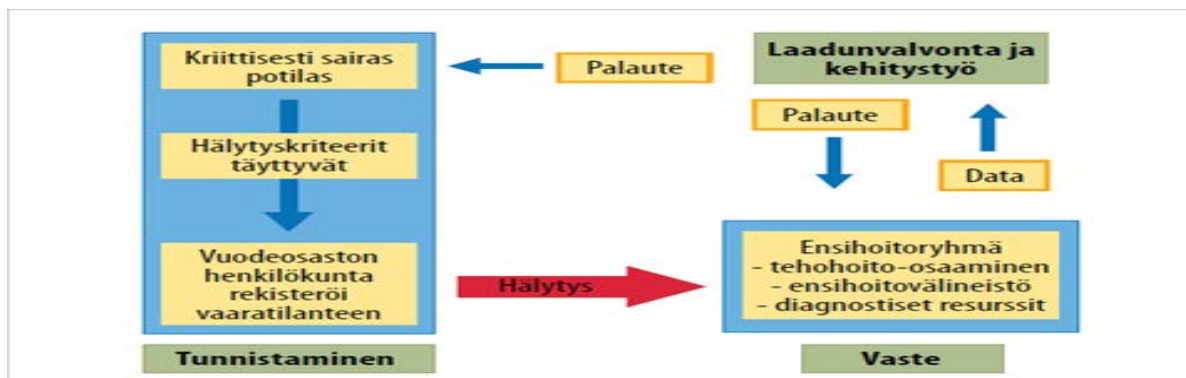 Kriittisesti sairas
potilas
Hälytyskriteerit
täyttyvät
Vuodeosaston
henkilökunta
rekisteröi
vaaratilanteen
Tunnistaminen
Palaute
Hälytys
Laadunvalvonta ja
kehitystyö
Palaute
Data
Ensihoitoryhmä
- tehohoito-osaaminen
- ensihoitovälineistö
- diagnostiset resurssit
Vaste